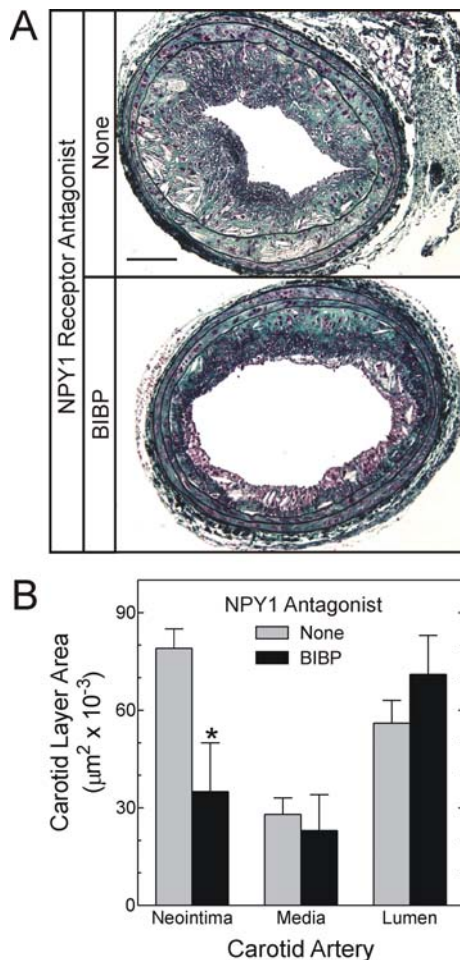 A
NPY1 Receptor Antagonist
None
BIBP
B
NPY1 Antagonist
None
BIBP
Carotid Layer Area
(μm² x 10⁻³)
90
60
30
0
*
Neointima Media Lumen
Carotid Artery